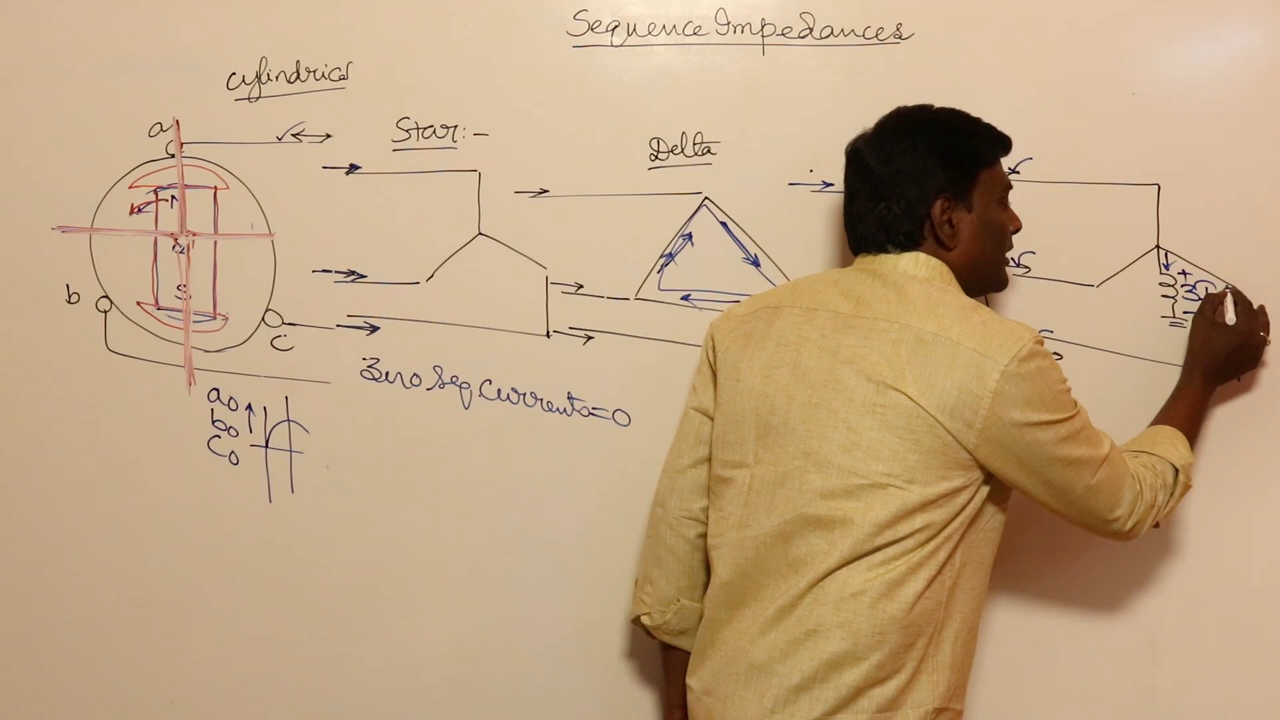 Sequence Impedances
cylindrical
Star:-
Delta
a
N
S
b
c
Zero Seq Currents=0
a0
b0
c0